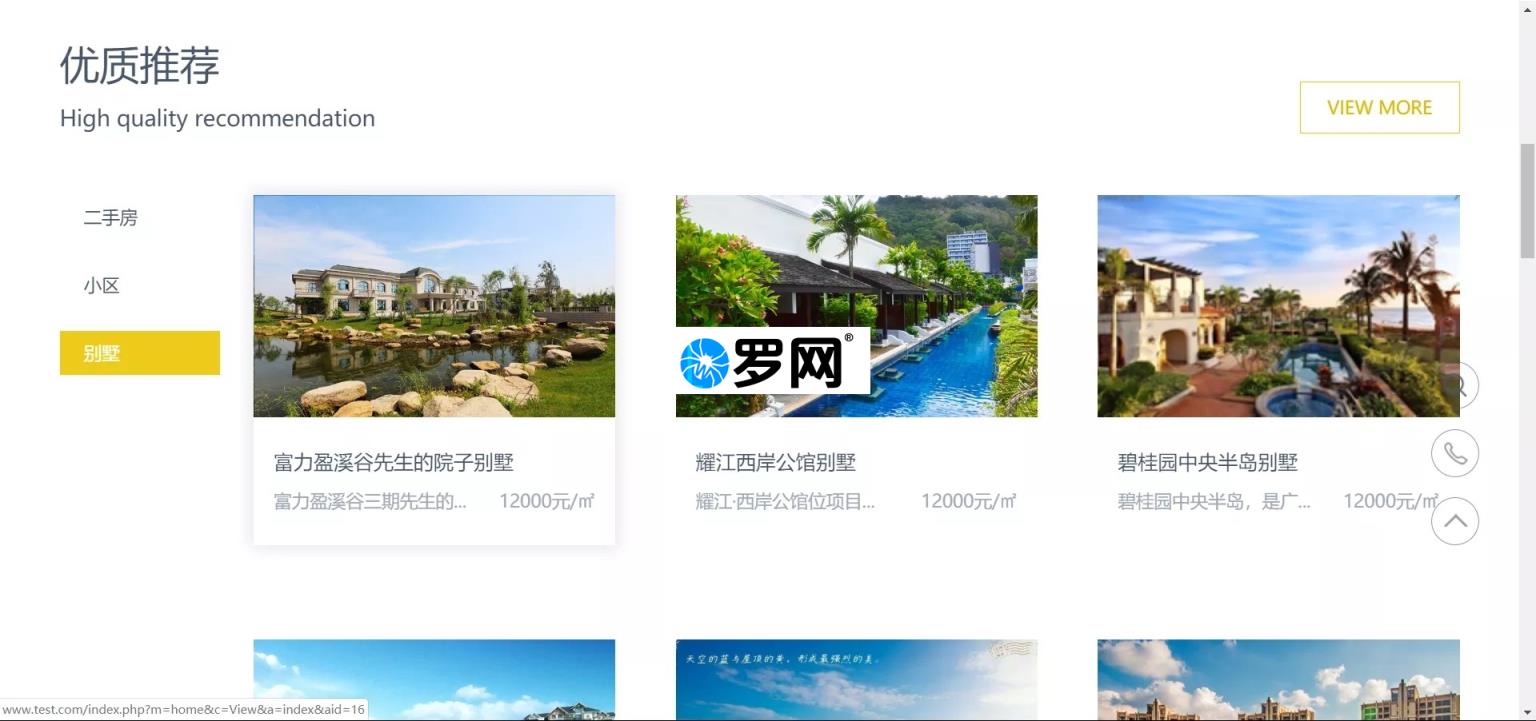 优质推荐
High quality recommendation
VIEW MORE
二手房
小区
别墅
罗网®
富力盈溪谷先生的院子别墅
富力盈溪谷三期先生的... 12000元/㎡
耀江西岸公馆别墅
耀江·西岸公馆位项目... 12000元/㎡
碧桂园中央半岛别墅
碧桂园中央半岛，是广... 12000元/㎡
天空的蓝与屋顶的黄，形成最强烈的美。
www.test.com/index.php?m=home&c=View&a=index&aid=16